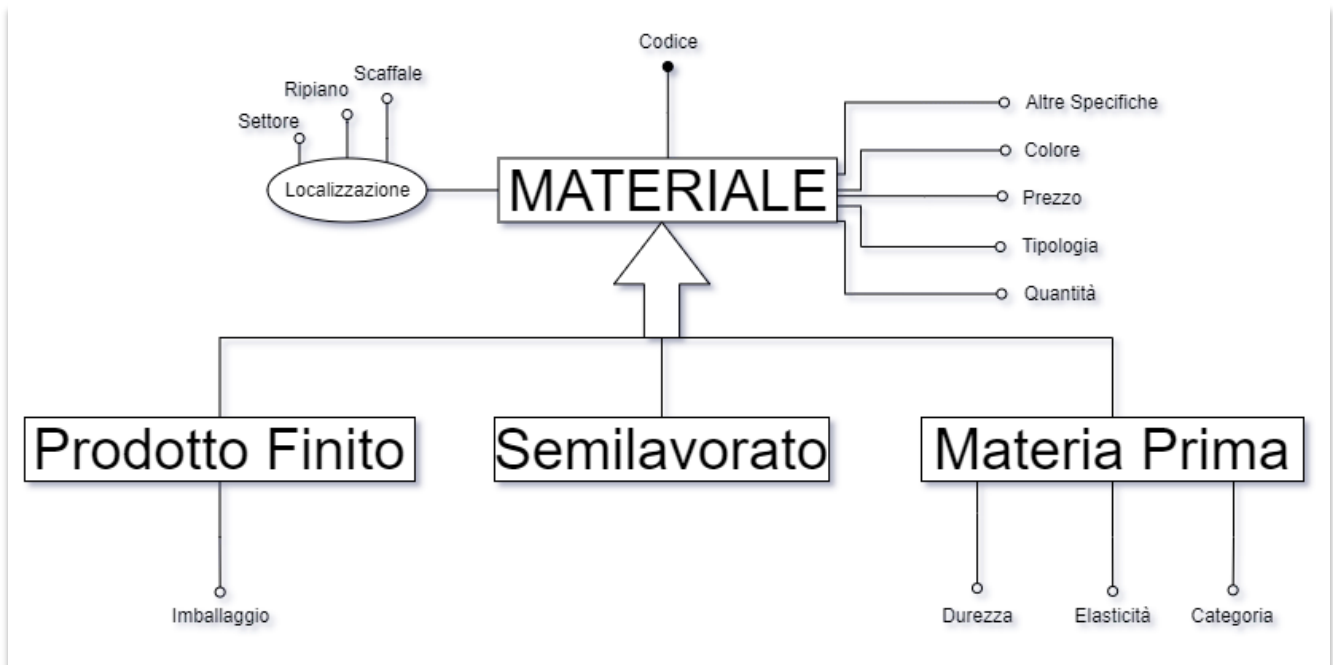 Codice
Scaffale
Ripiano
Settore
Localizzazione
MATERIALE
Altre Specifiche
Colore
Prezzo
Tipologia
Quantità
Prodotto Finito
Semilavorato
Materia Prima
Imballaggio
Durezza
Elasticità
Categoria